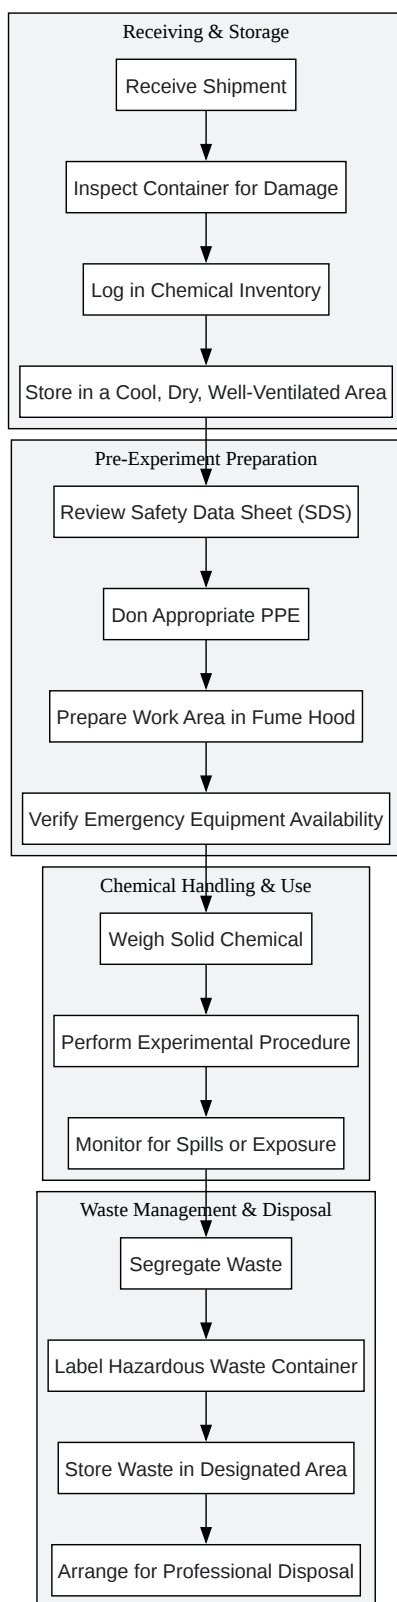 Receiving & Storage
Receive Shipment
Inspect Container for Damage
Log in Chemical Inventory
Store in a Cool, Dry, Well-Ventilated Area
Pre-Experiment Preparation
Review Safety Data Sheet (SDS)
Don Appropriate PPE
Prepare Work Area in Fume Hood
Verify Emergency Equipment Availability
Chemical Handling & Use
Weigh Solid Chemical
Perform Experimental Procedure
Monitor for Spills or Exposure
Waste Management & Disposal
Segregate Waste
Label Hazardous Waste Container
Store Waste in Designated Area
Arrange for Professional Disposal